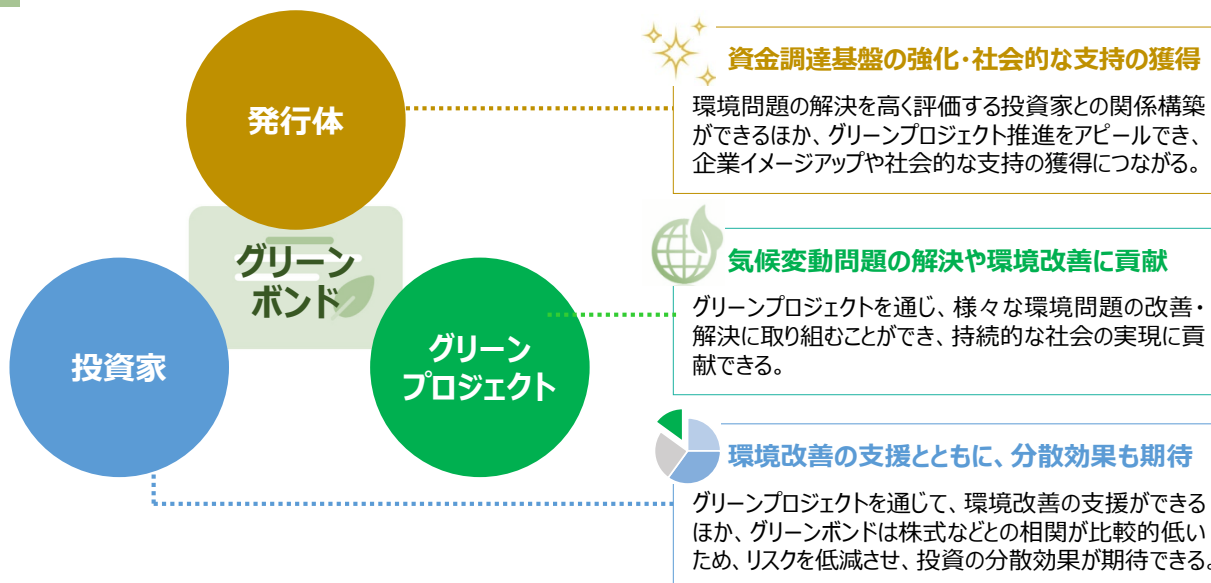 発行体
グリーン
ボンド
投資家
グリーン
プロジェクト
資金調達基盤の強化・社会的な支持の獲得
環境問題の解決を高く評価する投資家との関係構築
ができるほか、グリーンプロジェクト推進をアピールでき、
企業イメージアップや社会的な支持の獲得につながる。
気候変動問題の解決や環境改善に貢献
グリーンプロジェクトを通じ、様々な環境問題の改善・
解決に取り組むことができ、持続的な社会の実現に貢
献できる。
環境改善の支援とともに、分散効果も期待
グリーンプロジェクトを通じて、環境改善の支援ができる
ほか、グリーンボンドは株式などとの相関が比較的低い
ため、リスクを低減させ、投資の分散効果が期待できる。